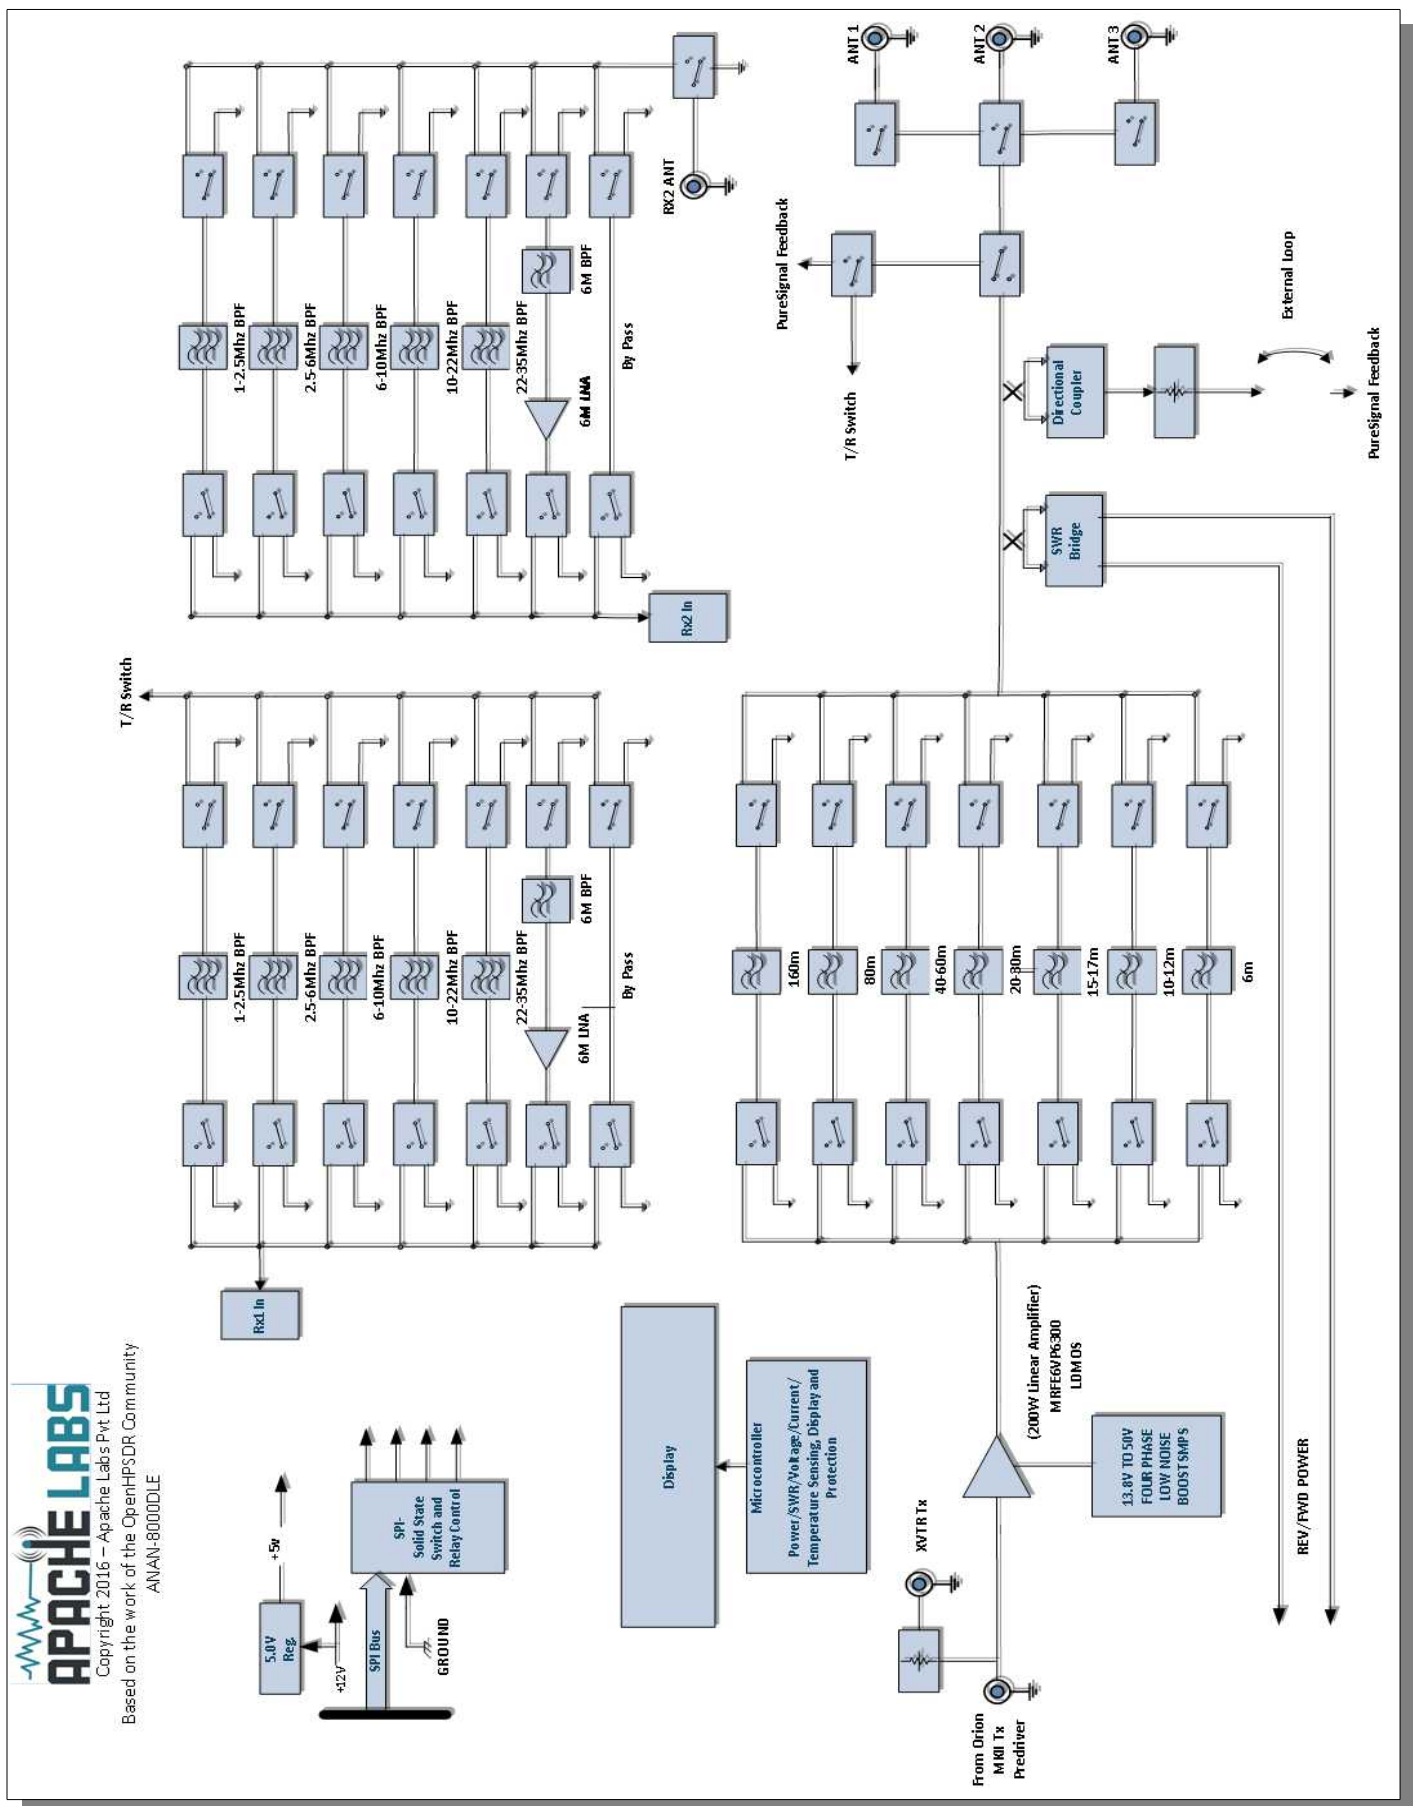 APACHE LABS
Copyright 2016 – Apache Labs Pvt Ltd
Based on the work of the OpenHPSDR Community
ANAN-8000DLE
5.0V
Reg.
+5v
+12V
SPI Bus
GROUND
SPI-
Solid State
Switch and
Relay Control
Rx1 In
T/R Switch
1-2.5Mhz BPF
2.5-6Mhz BPF
6-10Mhz BPF
10-22Mhz BPF
22-35Mhz BPF
6M LNA
6M BPF
By Pass
1-2.5Mhz BPF
2.5-6Mhz BPF
6-10Mhz BPF
10-22Mhz BPF
22-35Mhz BPF
6M LNA
6M BPF
By Pass
Rx2 In
RX2 ANT
Display
Microcontroller
Power/SWR/Voltage/Current/
Temperature Sensing, Display and
Protection
From Orion
MKII Tx
Predriver
XVTR Tx
(200W Linear Amplifier)
MRFE6VP6300
LDMOS
13.8V TO 50V
FOUR PHASE
LOW NOISE
BOOST SMPS
160m
80m
40-60m
20-30m
15-17m
10-12m
6m
SWR
Bridge
Directional
Coupler
T/R Switch
PureSignal Feedback
ANT 1
ANT 2
ANT 3
External Loop
PureSignal Feedback
REV/FWD POWER